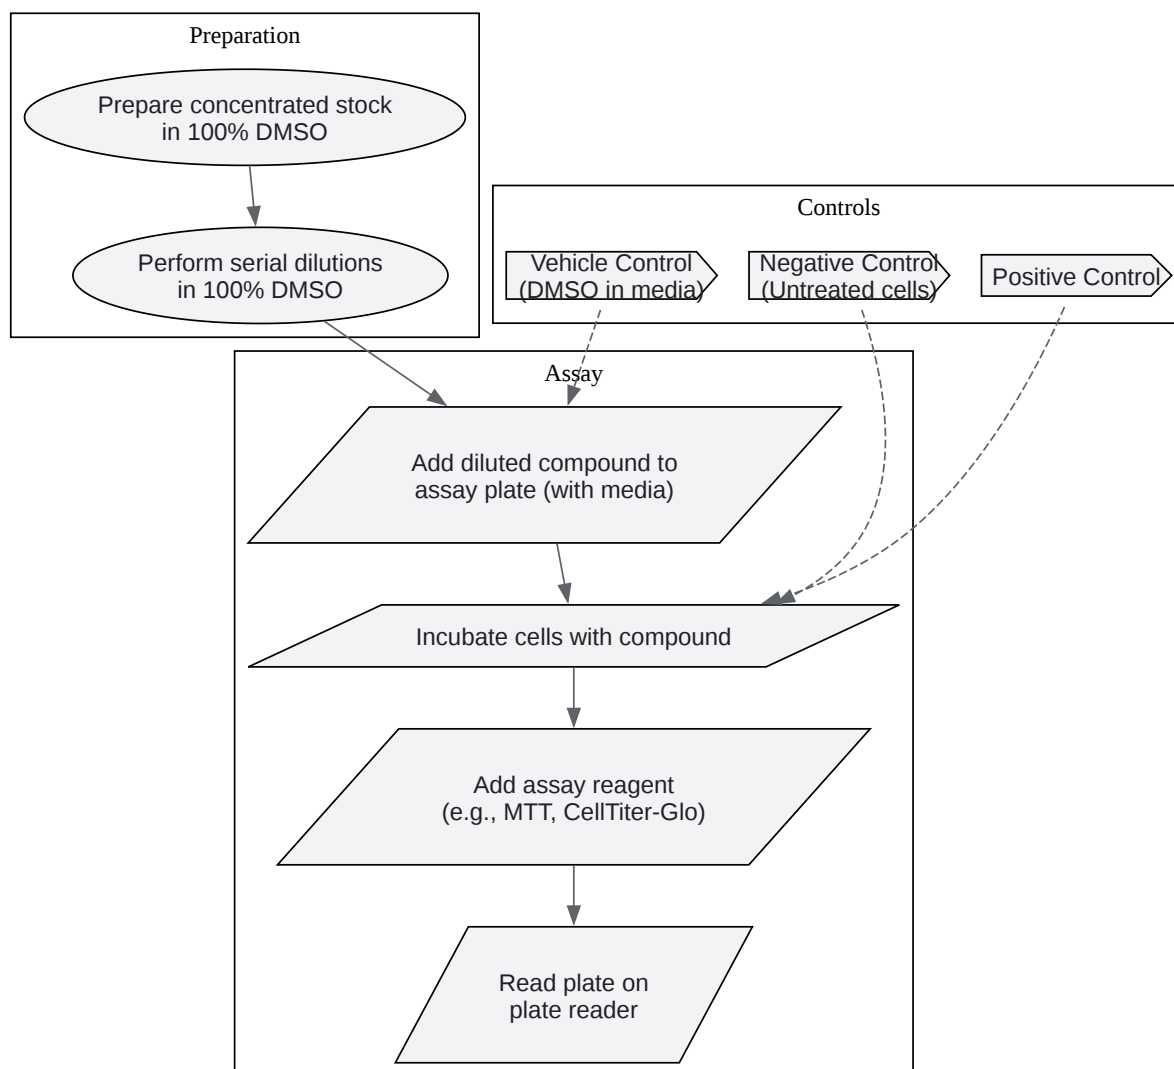 Preparation
Prepare concentrated stock
in 100% DMSO
Perform serial dilutions
in 100% DMSO
Controls
Vehicle Control
(DMSO in media)
Negative Control
(Untreated cells)
Positive Control
Assay
Add diluted compound to
assay plate (with media)
Incubate cells with compound
Add assay reagent
(e.g., MTT, CellTiter-Glo)
Read plate on
plate reader